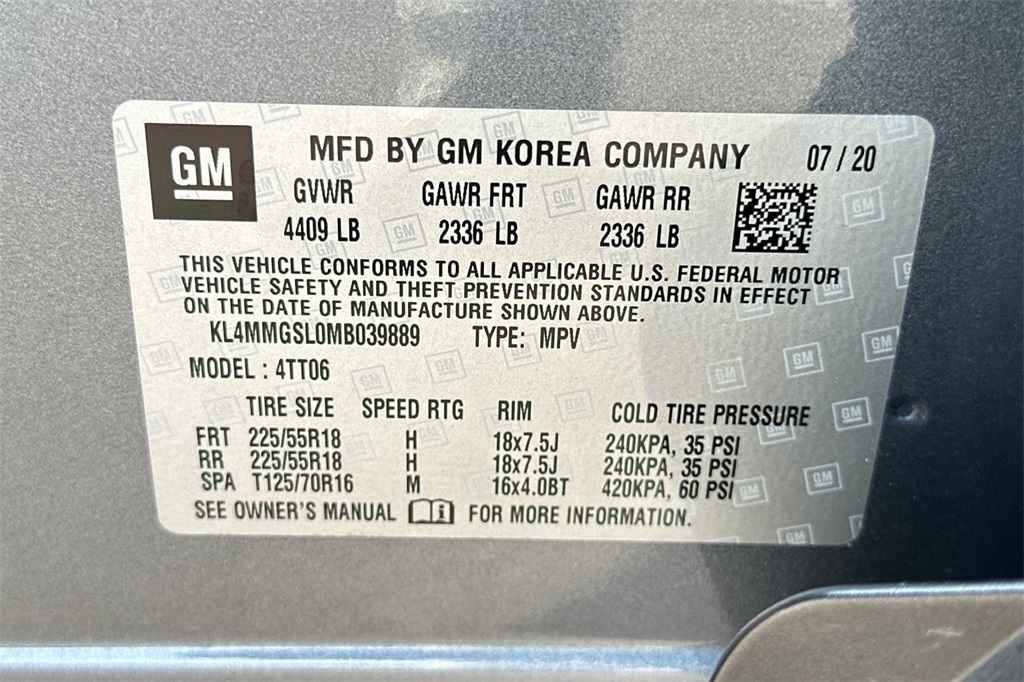 GM
MFD BY GM KOREA COMPANY 07/20
GVWR GAWR FRT GAWR RR
4409 LB 2336 LB 2336 LB
THIS VEHICLE CONFORMS TO ALL APPLICABLE U.S. FEDERAL MOTOR
VEHICLE SAFETY AND THEFT PREVENTION STANDARDS IN EFFECT
ON THE DATE OF MANUFACTURE SHOWN ABOVE.
KL4MMGSL0MB039889 TYPE: MPV
MODEL: 4TT06
TIRE SIZE SPEED RTG RIM COLD TIRE PRESSURE
FRT 225/55R18 H 18x7.5J 240KPA, 35 PSI
RR 225/55R18 H 18x7.5J 240KPA, 35 PSI
SPA T125/70R16 M 16x4.0BT 420KPA, 60 PSI
SEE OWNER'S MANUAL i FOR MORE INFORMATION.